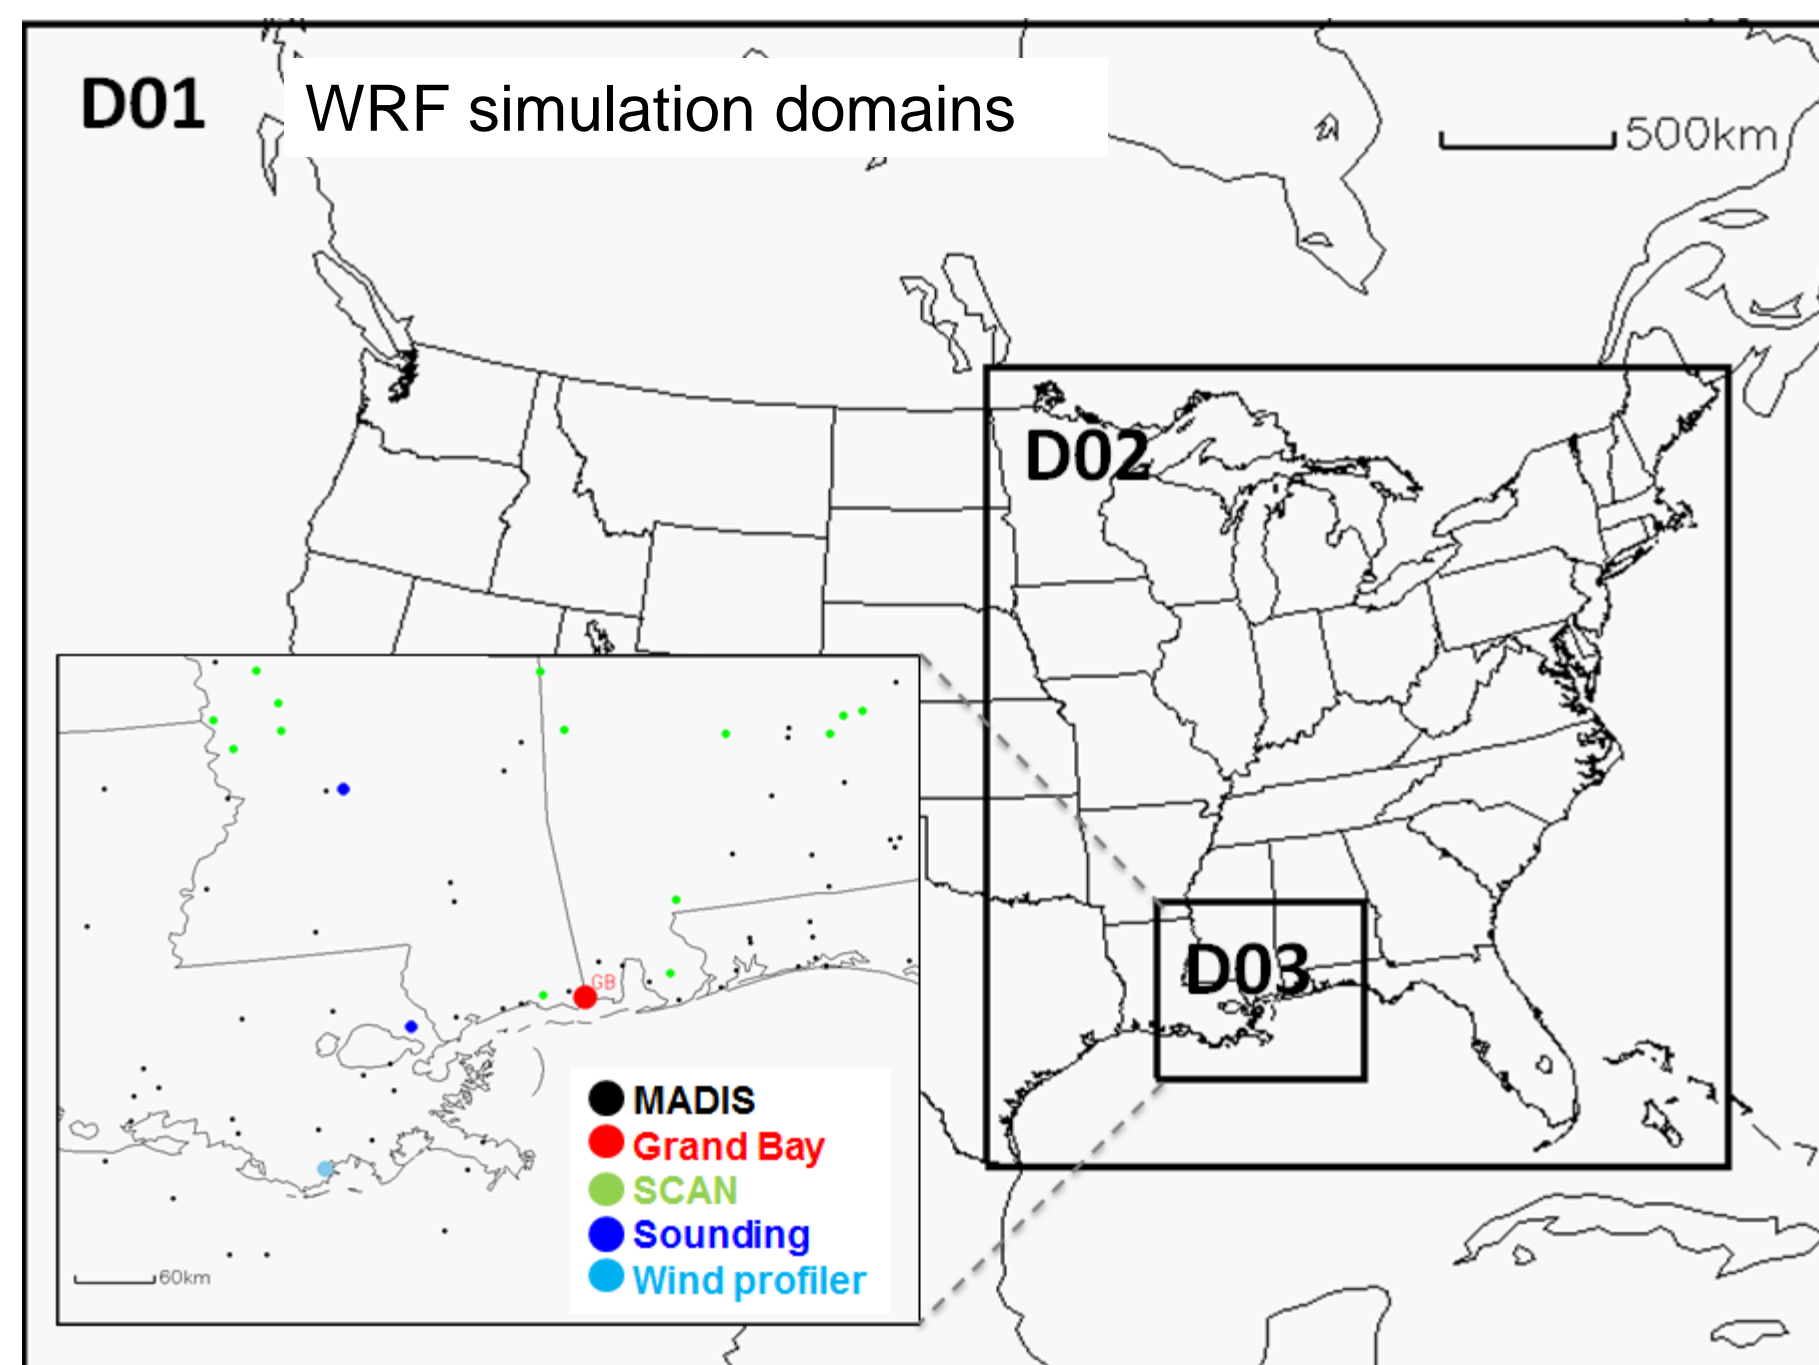 D01
WRF simulation domains
500km
D02
D03
GB
MADIS
Grand Bay
SCAN
Sounding
Wind profiler
60km